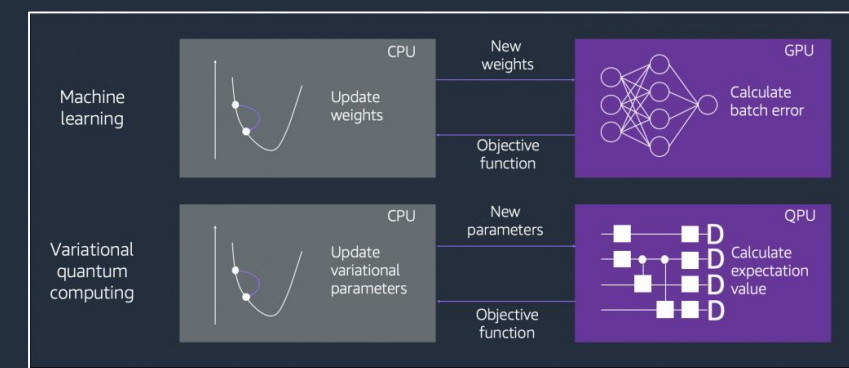 Machine
learning
CPU
Update
weights
New
weights
Objective
function
GPU
Calculate
batch error
Variational
quantum
computing
CPU
Update
variational
parameters
New
parameters
Objective
function
QPU
D
D
D
D
Calculate
expectation
value